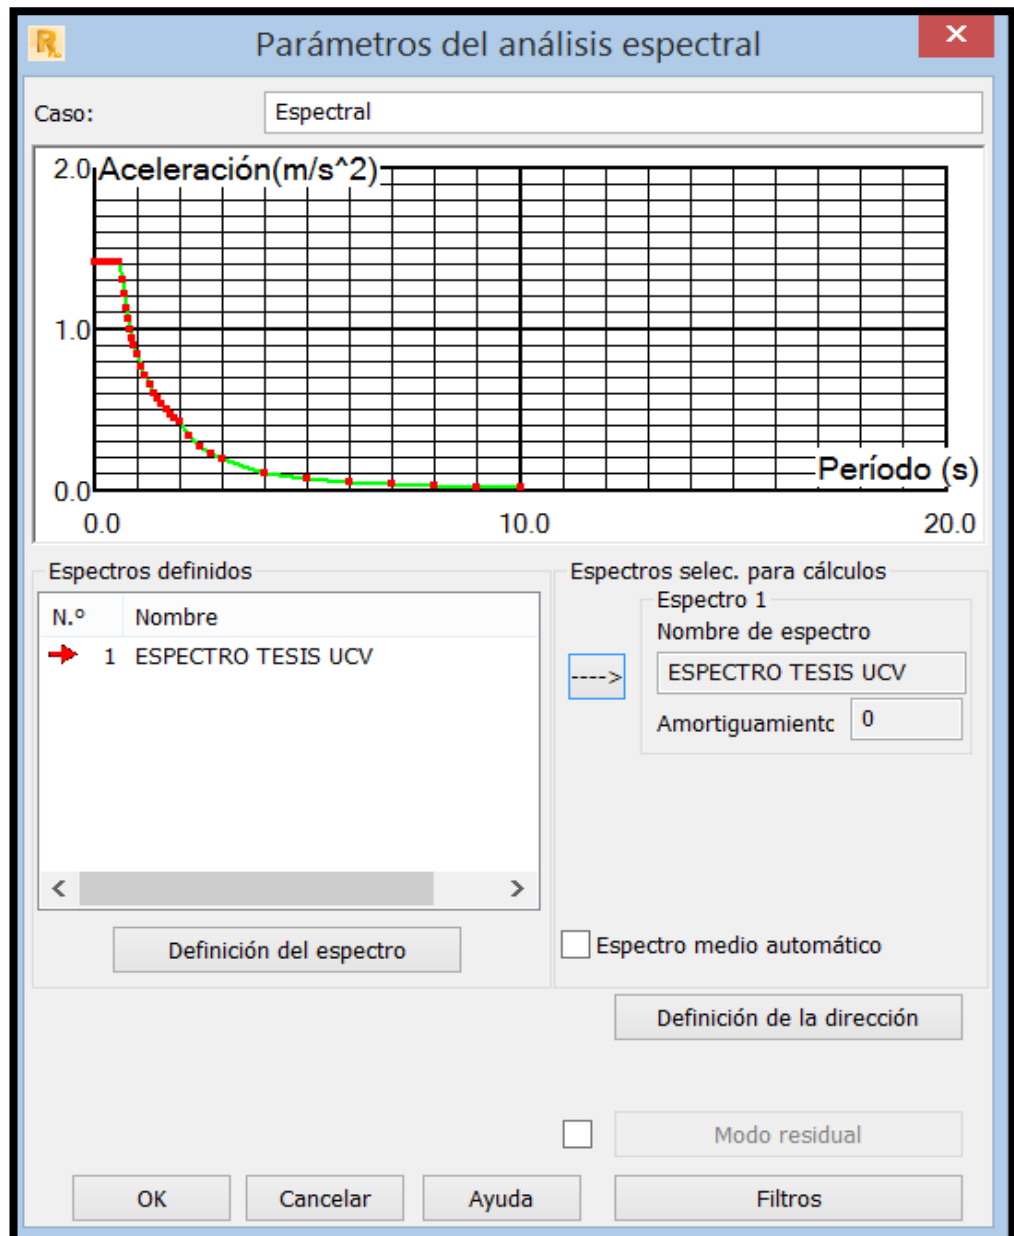 Parámetros del análisis espectral
Caso:
Espectral
2.0
Aceleración(m/s^2)
1.0
Período (s)
0.0
0.0
10.0
20.0
Espectros definidos
N.º Nombre
1 ESPECTRO TESIS UCV
Definición del espectro
Espectros selec. para cálculos
Espectro 1
Nombre de espectro
---->
ESPECTRO TESIS UCV
Amortiguamiento
0
Espectro medio automático
Definición de la dirección
Modo residual
OK
Cancelar
Ayuda
Filtros